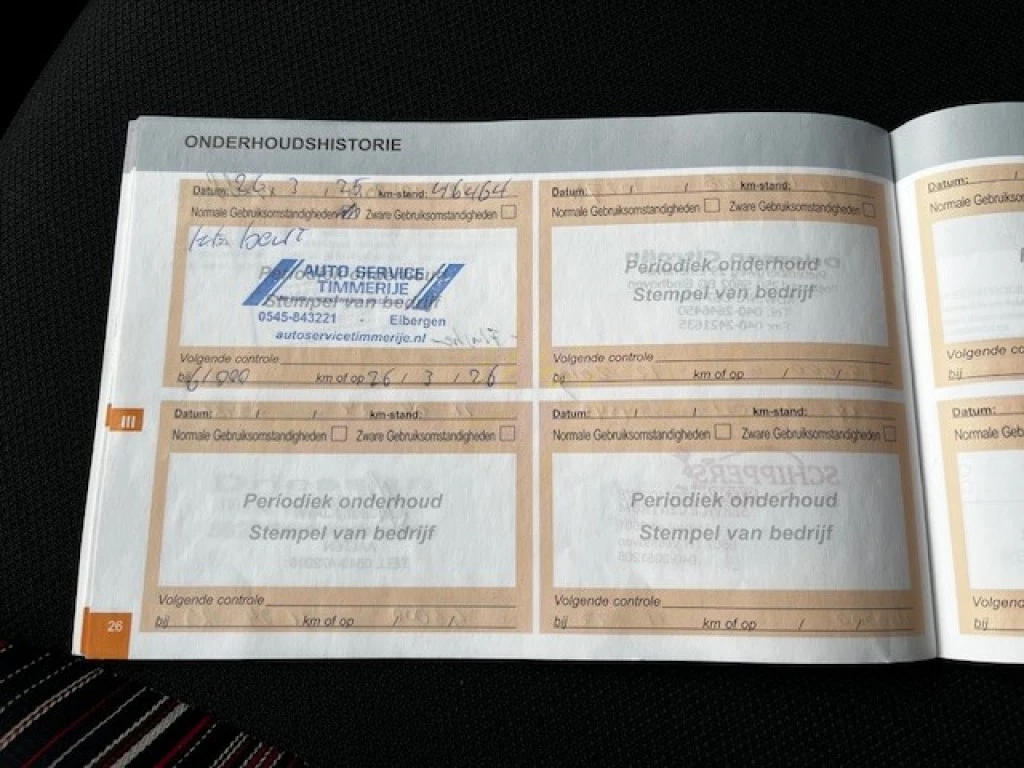 ONDERHOUDSHISTORIE
Datum: 26 / 3 / 25 km-stand: 46464
Normale Gebruiksomstandigheden Zware Gebruiksomstandigheden
beurt
Periodiek onderhoud
AUTO SERVICE
TIMMERIJE
Stempel van bedrijf
0545-843221 - Eibergen
autoservicetimmerije.nl
Volgende controle
bij 61000 km of op 26 / 3 / 26
Datum: / / km-stand:
Normale Gebruiksomstandigheden Zware Gebruiksomstandigheden
Periodiek onderhoud
Stempel van bedrijf
Volgende controle
bij km of op / /
III
Datum: / / km-stand:
Normale Gebruiksomstandigheden Zware Gebruiksomstandigheden
Periodiek onderhoud
Stempel van bedrijf
Volgende controle
bij km of op / /
Datum: / / km-stand:
Normale Gebruiksomstandigheden Zware Gebruiksomstandigheden
Periodiek onderhoud
Stempel van bedrijf
Volgende controle
bij km of op / /
26
Datum: /
Normale
Volgende
bij
Datum: /
Normale
bij